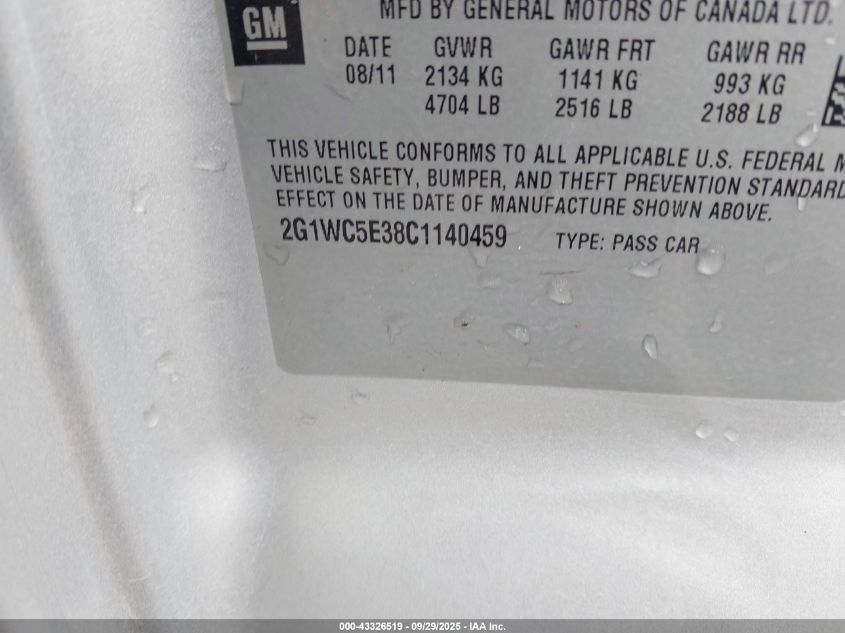 GM
MFD BY GENERAL MOTORS OF CANADA LTD.
DATE GVWR GAWR FRT GAWR RR
08/11 2134 KG 1141 KG 993 KG
4704 LB 2516 LB 2188 LB
THIS VEHICLE CONFORMS TO ALL APPLICABLE U.S. FEDERAL M
VEHICLE SAFETY, BUMPER, AND THEFT PREVENTION STANDARD
EFFECT ON THE DATE OF MANUFACTURE SHOWN ABOVE.
2G1WC5E38C1140459 TYPE: PASS CAR
000-43326519 - 09/29/2025 - IAA Inc.